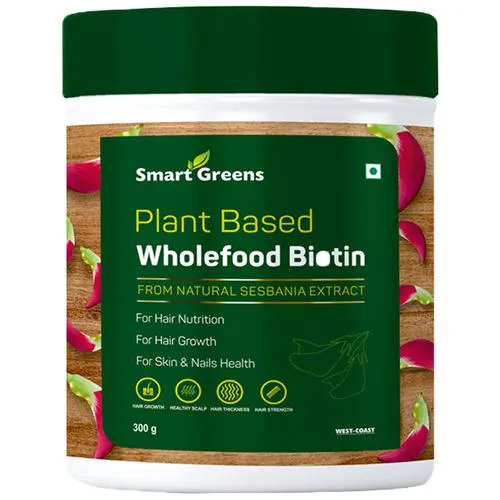 Smart Greens
Plant Based
Wholefood Biotin
FROM NATURAL SESBANIA EXTRACT
For Hair Nutrition
For Hair Growth
For Skin & Nails Health
HAIR GROWTH
HEALTHY SCALP
HAIR THICKNESS
HAIR STRENGTH
300 g
WEST-COAST